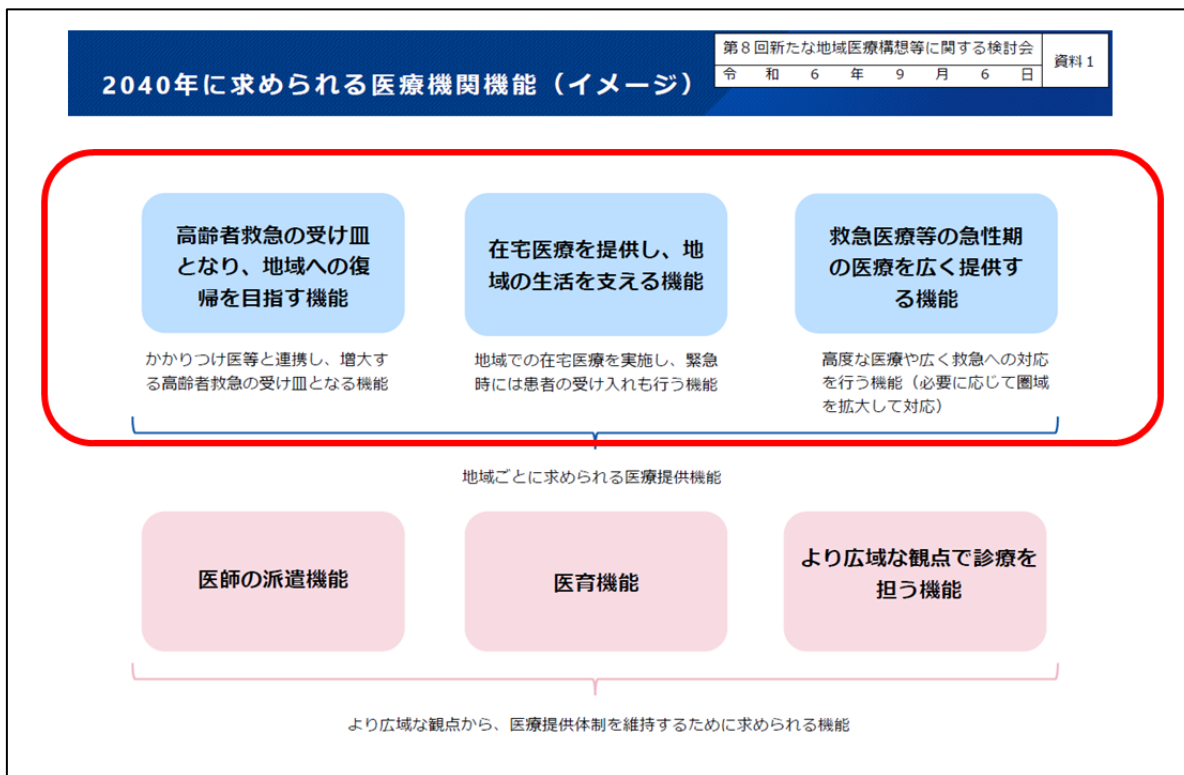 第8回新たな地域医療構想等に関する検討会
令和6年9月6日
資料1
2040年に求められる医療機関機能（イメージ）
高齢者救急の受け皿
となり、地域への復
帰を目指す機能
かかりつけ医等と連携し、増大す
る高齢者救急の受け皿となる機能
在宅医療を提供し、地
域の生活を支える機能
地域での在宅医療を実施し、緊急
時には患者の受け入れも行う機能
救急医療等の急性期
の医療を広く提供す
る機能
高度な医療や広く救急への対応
を行う機能（必要に応じて圏域
を拡大して対応）
地域ごとに求められる医療提供機能
医師の派遣機能
医育機能
より広域な観点で診療を
担う機能
より広域な観点から、医療提供体制を維持するために求められる機能